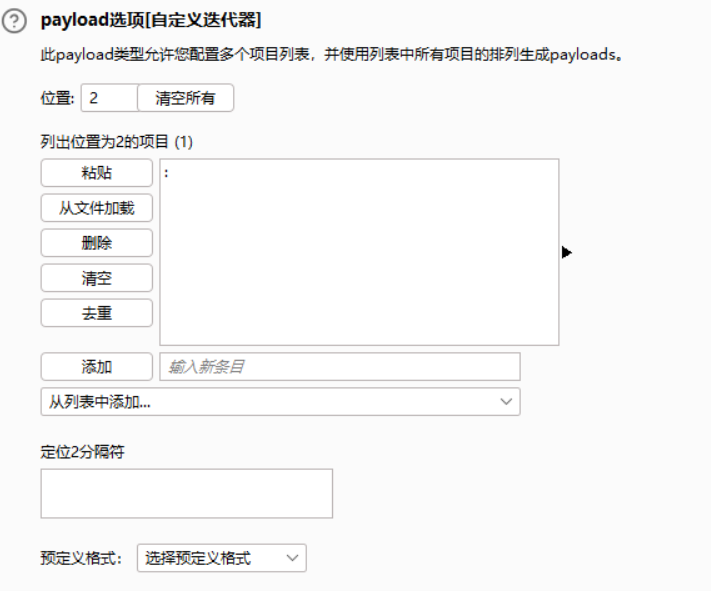 payload选项[自定义迭代器]
此payload类型允许您配置多个项目列表，并使用列表中所有项目的排列生成payloads。
位置: 2 清空所有
列出位置为2的项目 (1)
粘贴 :
从文件加载
删除
清空
去重
添加 输入新条目
从列表中添加...
定位2分隔符
预定义格式: 选择预定义格式